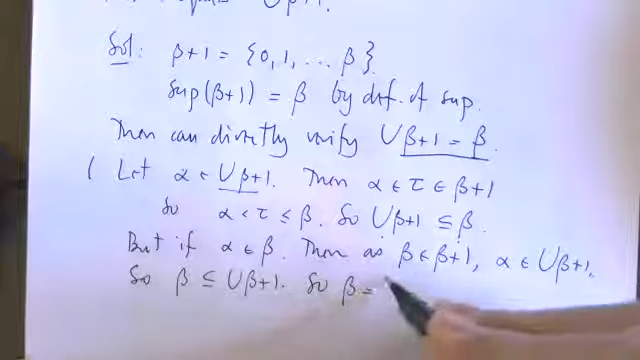 ∪β+1.
Sol: β+1 = {0, 1, ... β}
sup(β+1) = β by def. of sup.
Then can directly verify ∪β+1 = β.
( Let α ∈ ∪β+1. Then α ∈ τ ∈ β+1
So α < τ ≤ β. So ∪β+1 ⊆ β.
But if α ∈ β. Then as β ∈ β+1, α ∈ ∪β+1.
So β ⊆ ∪β+1. So β =